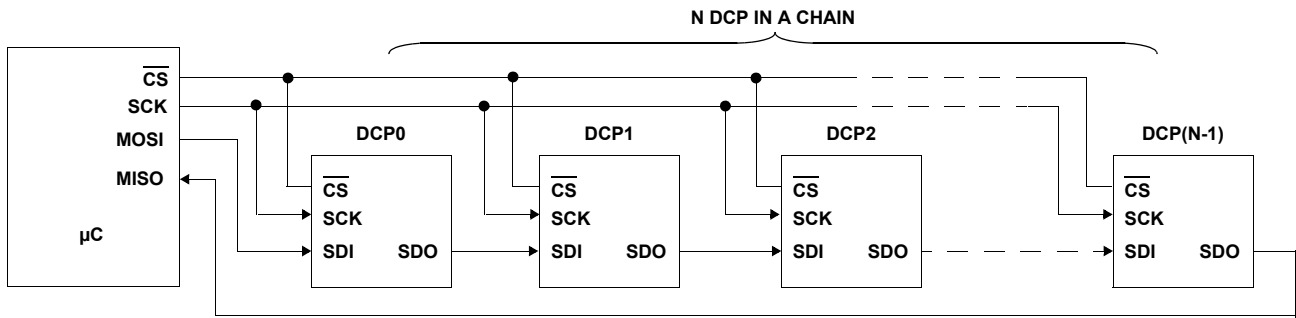 N DCP IN A CHAIN
CS
SCK
MOSI
MISO
µC
DCP0
CS
SCK
SDI SDO
DCP1
CS
SCK
SDI SDO
DCP2
CS
SCK
SDI SDO
DCP(N-1)
CS
SCK
SDI SDO